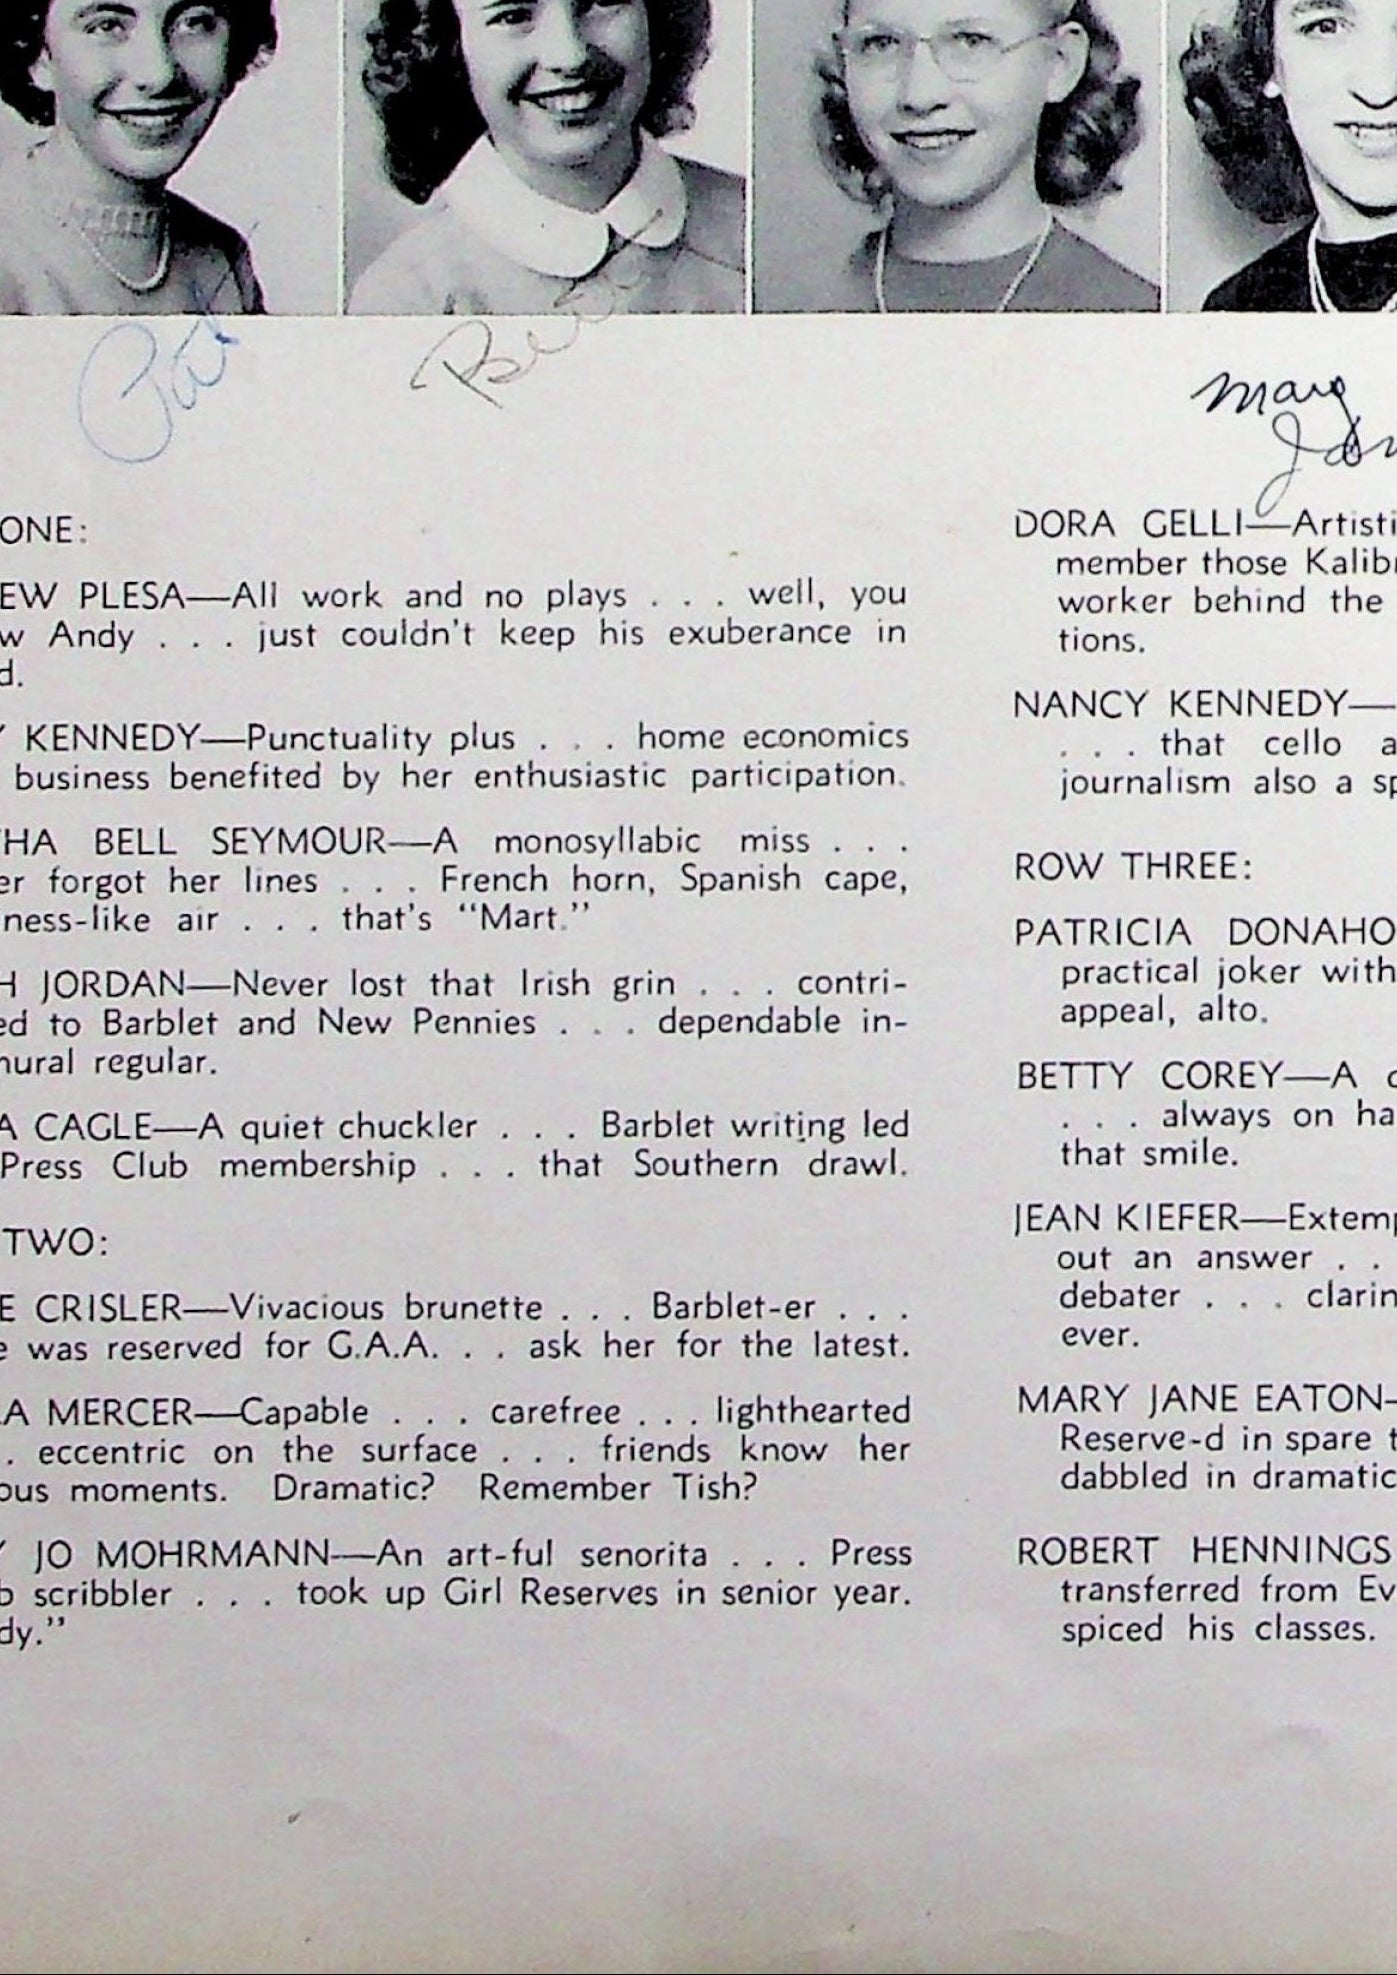 Pat
Mary
Jan
ONE:
EW PLESA—All work and no plays . . . well, you
w Andy . . . just couldn't keep his exuberance in
d.
Y KENNEDY—Punctuality plus . . . home economics
business benefited by her enthusiastic participation.
THA BELL SEYMOUR—A monosyllabic miss . . .
er forgot her lines . . . French horn, Spanish cape,
ness-like air . . . that's "Mart."
H JORDAN—Never lost that Irish grin . . . contri-
ed to Barblet and New Pennies . . . dependable in-
mural regular.
A CAGLE—A quiet chuckler . . . Barblet writing led
Press Club membership . . . that Southern drawl.
TWO:
E CRISLER—Vivacious brunette . . . Barblet-er . . .
e was reserved for G.A.A. . . ask her for the latest.
LA MERCER—Capable . . . carefree . . . lighthearted
. eccentric on the surface . . . friends know her
ous moments. Dramatic? Remember Tish?
Y JO MOHRMANN—An art-ful senorita . . . Press
b scribbler . . . took up Girl Reserves in senior year.
dy."
DORA GELLI—Artisti
member those Kalib
worker behind the
tions.
NANCY KENNEDY—
. . . that cello a
journalism also a sp
ROW THREE:
PATRICIA DONAHO
practical joker with
appeal, alto.
BETTY COREY—A c
. . . always on ha
that smile.
JEAN KIEFER—Extemp
out an answer . .
debater . . . clarin
ever.
MARY JANE EATON—
Reserve-d in spare t
dabbled in dramatic
ROBERT HENNINGS
transferred from Ev
spiced his classes.